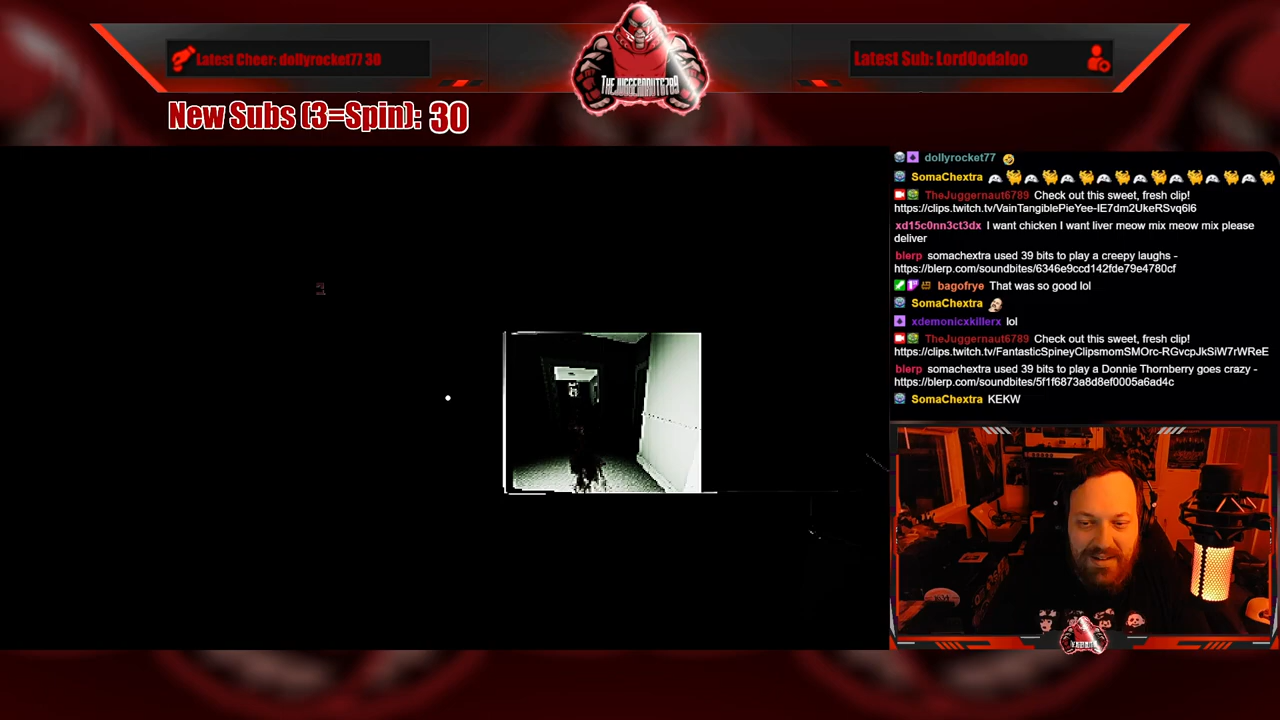 Latest Cheer: dollyrocket77 30
THEJUGGERNAUT6789
Latest Sub: LordOodaloo
New Subs (3=Spin): 30
dollyrocket77
SomaChextra
TheJuggernaut6789 Check out this sweet, fresh clip!
https://clips.twitch.tv/VainTangiblePieYee-IE7dm2UkeRSvq6l6
xd15c0nn3ct3dx I want chicken I want liver meow mix meow mix please
deliver
blerp somachextra used 39 bits to play a creepy laughs -
https://blerp.com/soundbites/6346e9ccd142fde79e4780cf
bagofrye That was so good lol
SomaChextra
xdemonicxkillerx lol
TheJuggernaut6789 Check out this sweet, fresh clip!
https://clips.twitch.tv/FantasticSpineyClipsmomSMOrc-RGvcpJkSiW7rWReE
blerp somachextra used 39 bits to play a Donnie Thornberry goes crazy -
https://blerp.com/soundbites/5f1f6873a8d8ef0005a6ad4c
SomaChextra KEKW